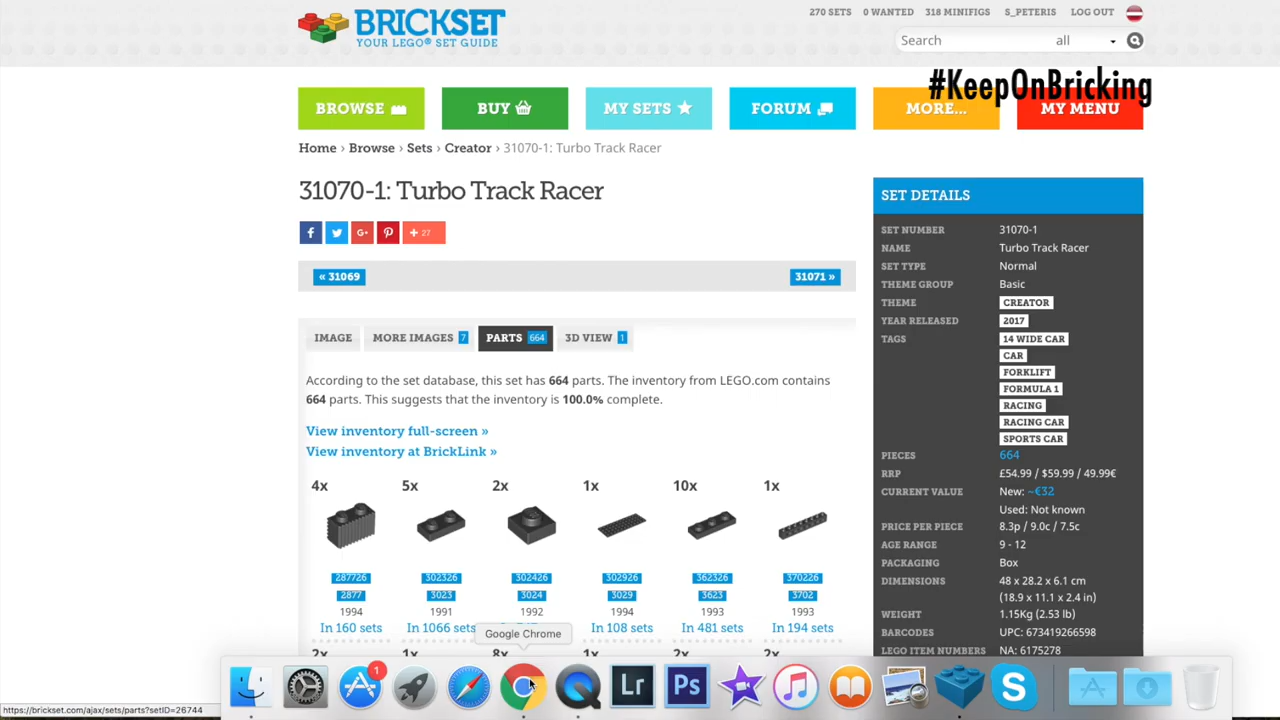 BRICKSET
YOUR LEGO® SET GUIDE
270 SETS 0 WANTED 318 MINIFIGS S_PETERIS LOG OUT
Search all
#KeepOnBricking
BROWSE BUY MY SETS FORUM MORE... MY MENU
Home › Browse › Sets › Creator › 31070-1: Turbo Track Racer
31070-1: Turbo Track Racer
+ 27
« 31069 31071 »
IMAGE MORE IMAGES 7 PARTS 664 3D VIEW 1
According to the set database, this set has 664 parts. The inventory from LEGO.com contains
664 parts. This suggests that the inventory is 100.0% complete.
View inventory full-screen »
View inventory at BrickLink »
4x 5x 2x 1x 10x 1x
287726 302326 302426 302926 362326 370226
2877 3023 3024 3029 3623 3702
1994 1991 1992 1994 1993 1993
In 160 sets In 1066 sets In 108 sets In 481 sets In 194 sets
2x 1x 8x 1x 2x 2x
SET DETAILS
SET NUMBER 31070-1
NAME Turbo Track Racer
SET TYPE Normal
THEME GROUP Basic
THEME CREATOR
YEAR RELEASED 2017
TAGS 14 WIDE CAR
CAR
FORKLIFT
FORMULA 1
RACING
RACING CAR
SPORTS CAR
PIECES 664
RRP £54.99 / $59.99 / 49.99€
CURRENT VALUE New: ~€32
Used: Not known
PRICE PER PIECE 8.3p / 9.0c / 7.5c
AGE RANGE 9 - 12
PACKAGING Box
DIMENSIONS 48 x 28.2 x 6.1 cm
(18.9 x 11.1 x 2.4 in)
WEIGHT 1.15Kg (2.53 lb)
BARCODES UPC: 673419266598
LEGO ITEM NUMBERS NA: 6175278
Google Chrome
1
Lr Ps S
https://brickset.com/ajax/sets/parts?setID=26744